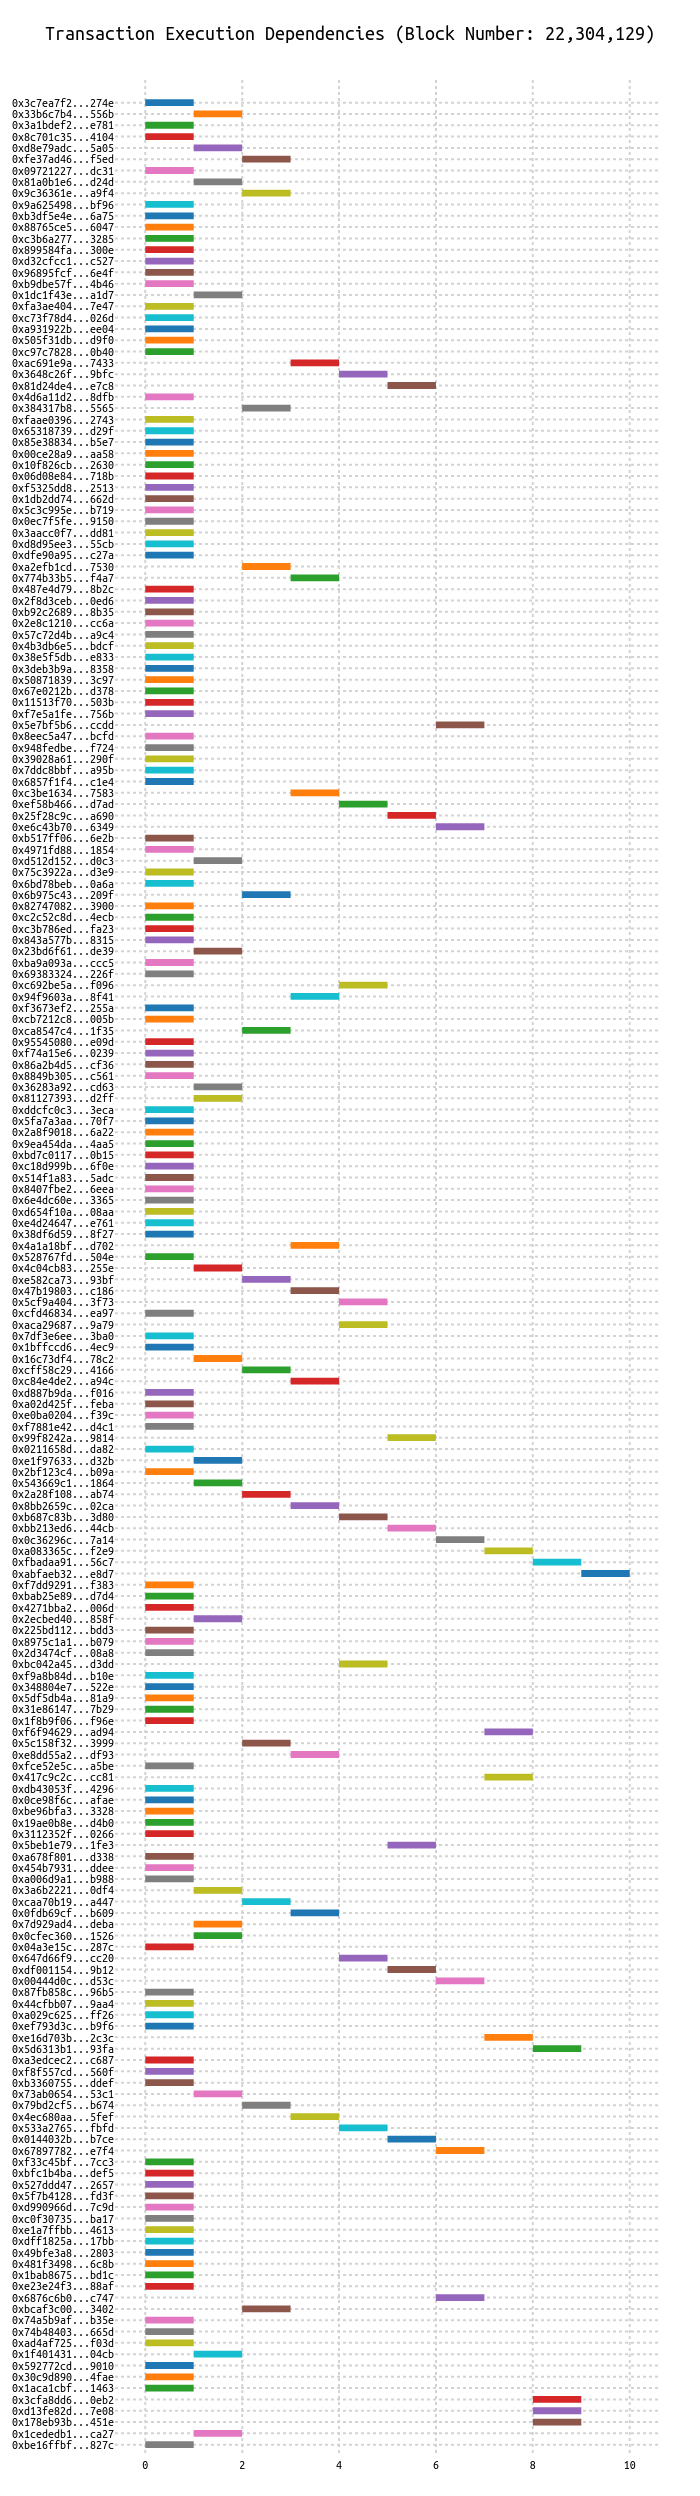 Transaction Execution Dependencies (Block Number: 22,304,129)
0x3c7ea7f2...274e
0x33b6c7b4...556b
0x3a1bdef2...e781
0x8c701c35...4104
0xd8e79adc...5a05
0xfe37ad46...f5ed
0x09721227...dc31
0x81a0b1e6...d24d
0x9c36361e...a9f4
0x9a625498...bf96
0xb3df5e4e...6a75
0x88765ce5...6047
0xc3b6a277...3285
0x899584fa...300e
0xd32cfcc1...c527
0x96895fcf...6e4f
0xb9dbe57f...4b46
0x1dc1f43e...a1d7
0xfa3ae404...7e47
0xc73f78d4...026d
0xa931922b...ee04
0x505f31db...d9f0
0xc97c7828...0b40
0xac691e9a...7433
0x3648c26f...9bfc
0x81d24de4...e7c8
0x4d6a11d2...8dfb
0x384317b8...5565
0xfaae0396...2743
0x65318739...d29f
0x85e38834...b5e7
0x00ce28a9...aa58
0x10f826cb...2630
0x06d08e84...718b
0xf5325dd8...2513
0x1db2dd74...662d
0x5c3c995e...b719
0x0ec7f5fe...9150
0x3aacc0f7...dd81
0xd8d95ee3...55cb
0xdfe90a95...c27a
0xa2efb1cd...7530
0x774b33b5...f4a7
0x487e4d79...8b2c
0x2f8d3ceb...0ed6
0xb92c2689...8b35
0x2e8c1210...cc6a
0x57c72d4b...a9c4
0x4b3db6e5...bdcf
0x38e5f5db...e833
0x3deb3b9a...8358
0x50871839...3c97
0x67e0212b...d378
0x11513f70...503b
0xf7e5a1fe...756b
0x5e7bf5b6...ccdd
0x8eec5a47...bcfd
0x948fedbe...f724
0x39028a61...290f
0x7ddc8bbf...a95b
0x6857f1f4...c1e4
0xc3be1634...7583
0xef58b466...d7ad
0x25f28c9c...a690
0xe6c43b70...6349
0xb517ff06...6e2b
0x4971fd88...1854
0xd512d152...d0c3
0x75c3922a...d3e9
0x6bd78beb...0a6a
0x6b975c43...209f
0x82747082...3900
0xc2c52c8d...4ecb
0xc3b786ed...fa23
0x843a577b...8315
0x23bd6f61...de39
0xba9a093a...ccc5
0x69383324...226f
0xc692be5a...f096
0x94f9603a...8f41
0xf3673ef2...255a
0xcb7212c8...005b
0xca8547c4...1f35
0x95545080...e09d
0xf74a15e6...0239
0x86a2b4d5...cf36
0x8849b305...c561
0x36283a92...cd63
0x81127393...d2ff
0xddcfc0c3...3eca
0x5fa7a3aa...70f7
0x2a8f9018...6a22
0x9ea454da...4aa5
0xbd7c0117...0b15
0xc18d999b...6f0e
0x514f1a83...5adc
0x8407fbe2...6eea
0x6e4dc60e...3365
0xd654f10a...08aa
0xe4d24647...e761
0x38df6d59...8f27
0x4a1a18bf...d702
0x528767fd...504e
0x4c04cb83...255e
0xe582ca73...93bf
0x47b19803...c186
0x5cf9a404...3f73
0xcfd46834...ea97
0xaca29687...9a79
0x7df3e6ee...3ba0
0x1bffccd6...4ec9
0x16c73df4...78c2
0xcff58c29...4166
0xc84e4de2...a94c
0xd887b9da...f016
0xa02d425f...feba
0xe0ba0204...f39c
0xf7881e42...d4c1
0x99f8242a...9814
0x0211658d...da82
0xe1f97633...d32b
0x2bf123c4...b09a
0x543669c1...1864
0x2a28f108...ab74
0x8bb2659c...02ca
0xb687c83b...3d80
0xbb213ed6...44cb
0x0c36296c...7a14
0xa083365c...f2e9
0xfbadaa91...56c7
0xabfaeb32...e8d7
0xf7dd9291...f383
0xbab25e89...d7d4
0x4271bba2...006d
0x2ecbed40...858f
0x225bd112...bdd3
0x8975c1a1...b079
0x2d3474cf...08a8
0xbc042a45...d3dd
0xf9a8b84d...b10e
0x348804e7...522e
0x5df5db4a...81a9
0x31e86147...7b29
0x1f8b9f06...f96e
0xf6f94629...ad94
0x5c158f32...3999
0xe8dd55a2...df93
0xfce52e5c...a5be
0x417c9c2c...cc81
0xdb43053f...4296
0x0ce98f6c...afae
0xbe96bfa3...3328
0x19ae0b8e...d4b0
0x3112352f...0266
0x5beb1e79...1fe3
0xa678f801...d338
0x454b7931...ddee
0xa006d9a1...b988
0x3a6b2221...0df4
0xcaa70b19...a447
0x0fdb69cf...b609
0x7d929ad4...deba
0x0cfec360...1526
0x04a3e15c...287c
0x647d66f9...cc20
0xdf001154...9b12
0x00444d0c...d53c
0x87fb858c...96b5
0x44cfbb07...9aa4
0xa029c625...ff26
0xef793d3c...b9f6
0xe16d703b...2c3c
0x5d6313b1...93fa
0xa3edcec2...c687
0xf8f557cd...560f
0xb3360755...ddef
0x73ab0654...53c1
0x79bd2cf5...b674
0x4ec680aa...5fef
0x533a2765...fbfd
0x0144032b...b7ce
0x67897782...e7f4
0xf33c45bf...7cc3
0xbfc1b4ba...def5
0x527ddd47...2657
0x5f7b4128...fd3f
0xd990966d...7c9d
0xc0f30735...ba17
0xe1a7ffbb...4613
0xdff1825a...17bb
0x49bfe3a8...2803
0x481f3498...6c8b
0x1bab8675...bd1c
0xe23e24f3...88af
0x6876c6b0...c747
0xbcaf3c00...3402
0x74a5b9af...b35e
0x74b48403...665d
0xad4af725...f03d
0x1f401431...04cb
0x592772cd...9010
0x30c9d890...4fae
0x1aca1cbf...1463
0x3cfa8dd6...0eb2
0xd13fe82d...7e08
0x178eb93b...451e
0x1cededb1...ca27
0xbe16ffbf...827c
0 2 4 6 8 10